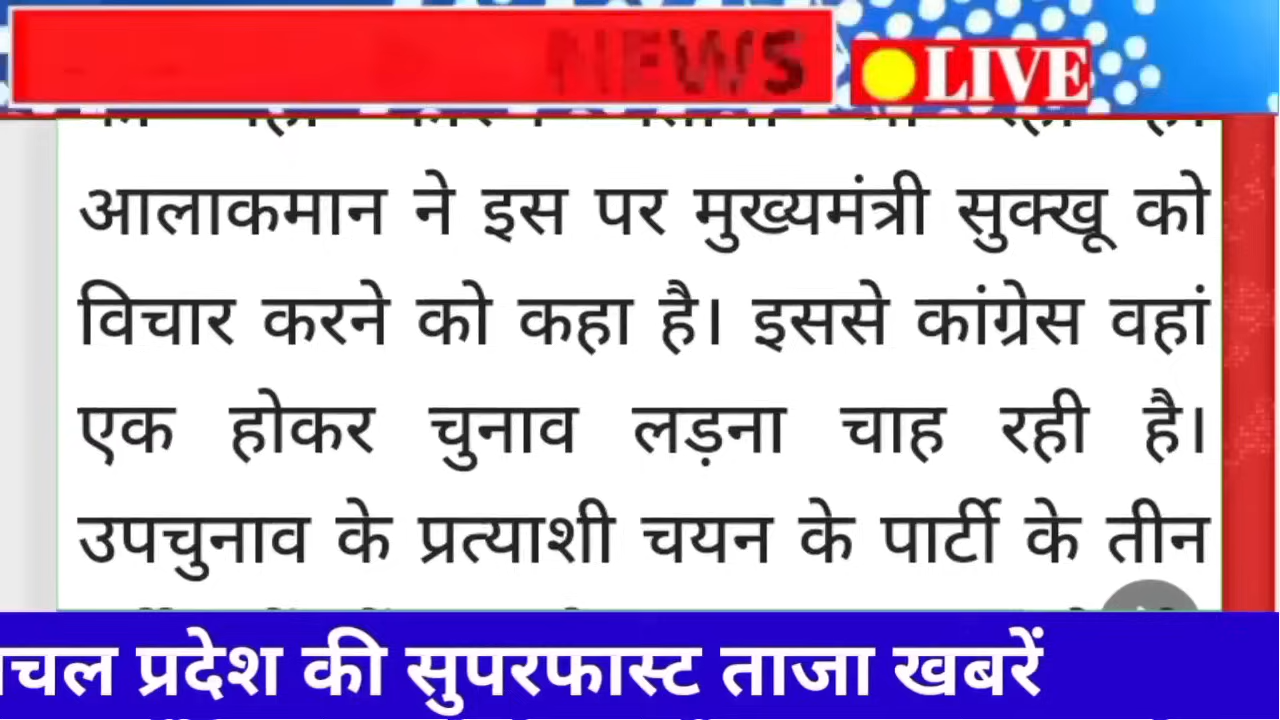 NEWS
LIVE
आलाकमान ने इस पर मुख्यमंत्री सुक्खू को
विचार करने को कहा है। इससे कांग्रेस वहां
एक होकर चुनाव लड़ना चाह रही है।
उपचुनाव के प्रत्याशी चयन के पार्टी के तीन
चल प्रदेश की सुपरफास्ट ताजा खबरें